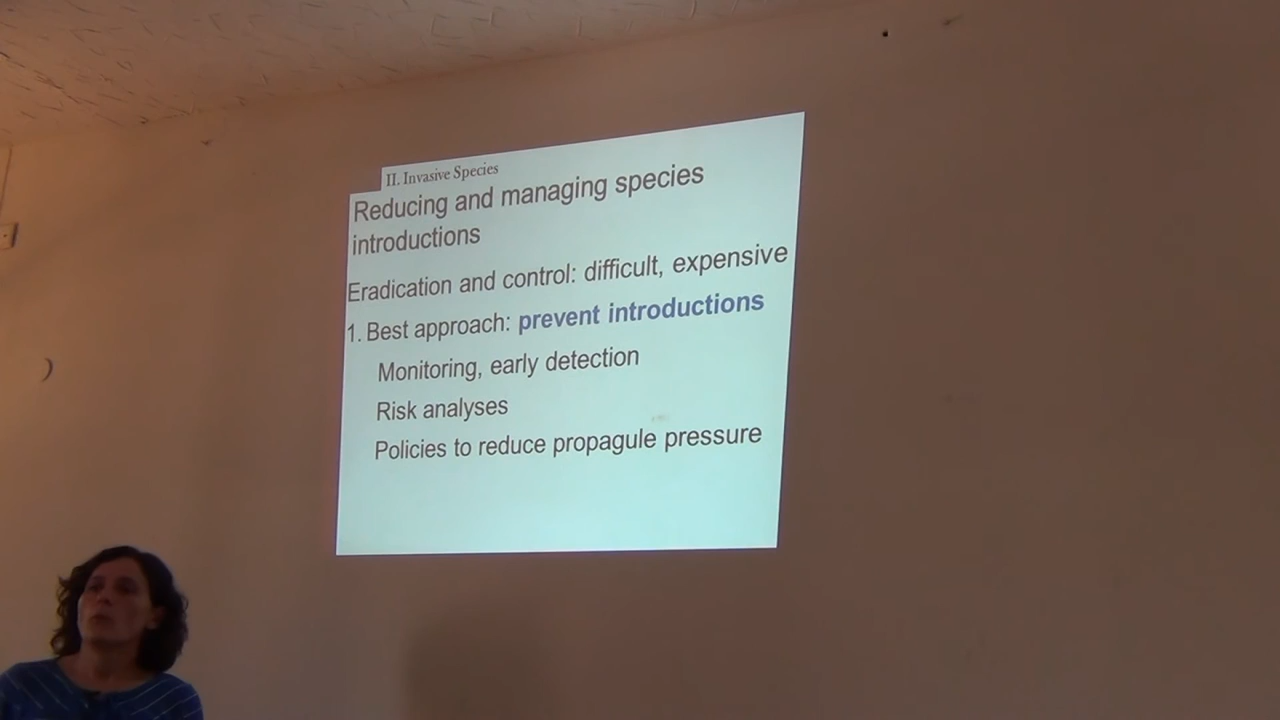 II. Invasive Species
Reducing and managing species
introductions
Eradication and control: difficult, expensive
1. Best approach: prevent introductions
Monitoring, early detection
Risk analyses
Policies to reduce propagule pressure